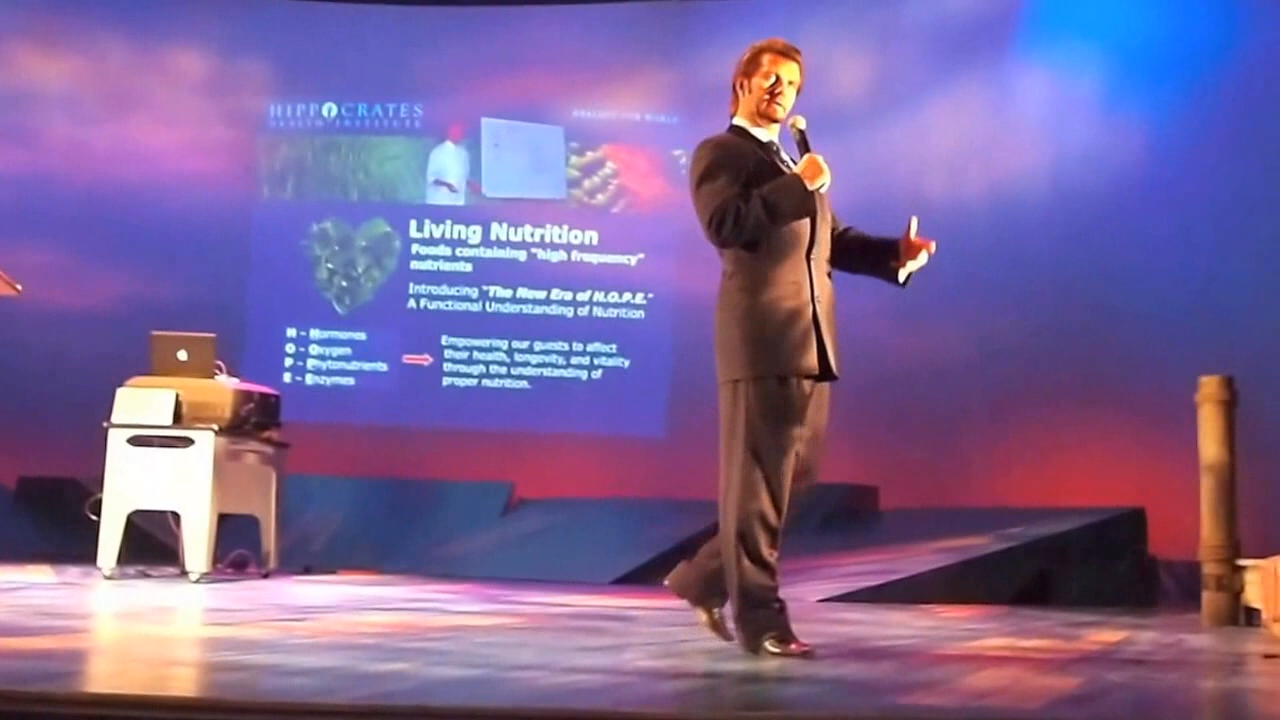 HIPPOCRATES
HEALTH INSTITUTE
Living Nutrition
Foods containing "high frequency"
nutrients
Introducing "The New Era of H.O.P.E."
A Functional Understanding of Nutrition
H - Hormones
O - Oxygen
P - Phytonutrients
E - Enzymes
Empowering our guests to affect
their health, longevity, and vitality
through the understanding of
proper nutrition.